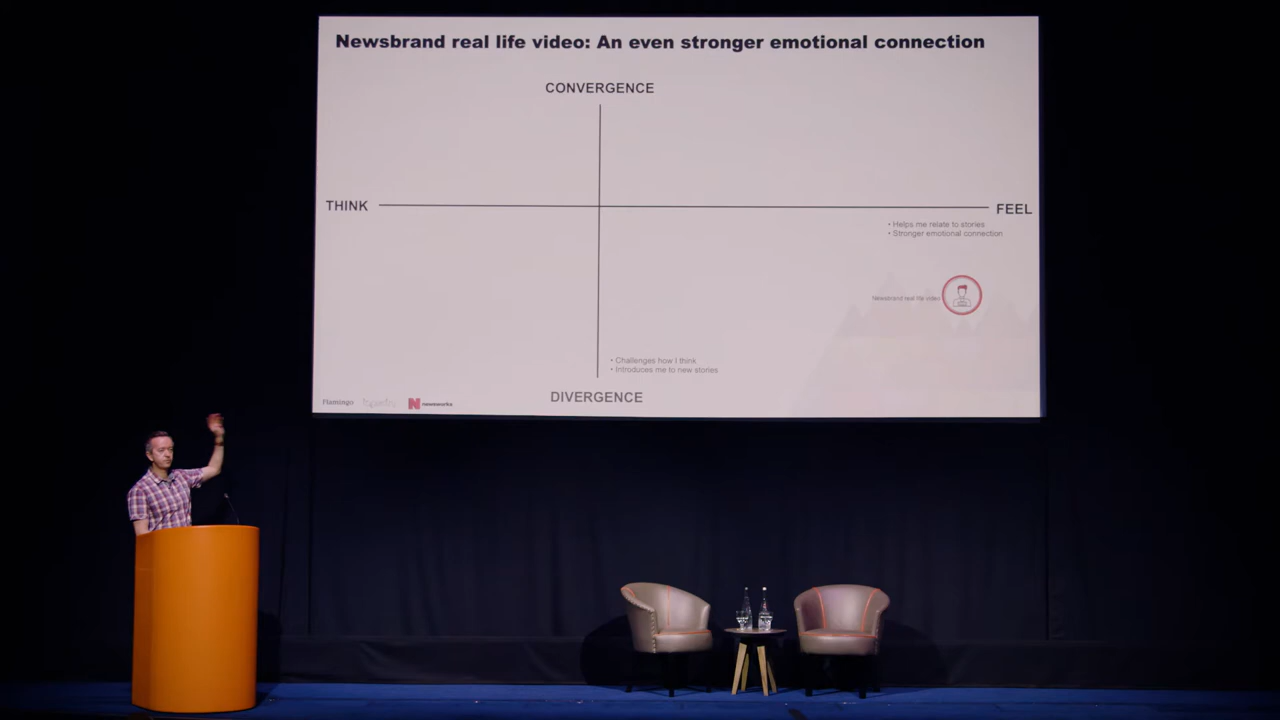 Newsbrand real life video: An even stronger emotional connection
CONVERGENCE
THINK
FEEL
• Helps me relate to stories
• Stronger emotional connection
Newsbrand real life video
• Challenges how I think
• Introduces me to new stories
DIVERGENCE
Flamingo
N newsworks